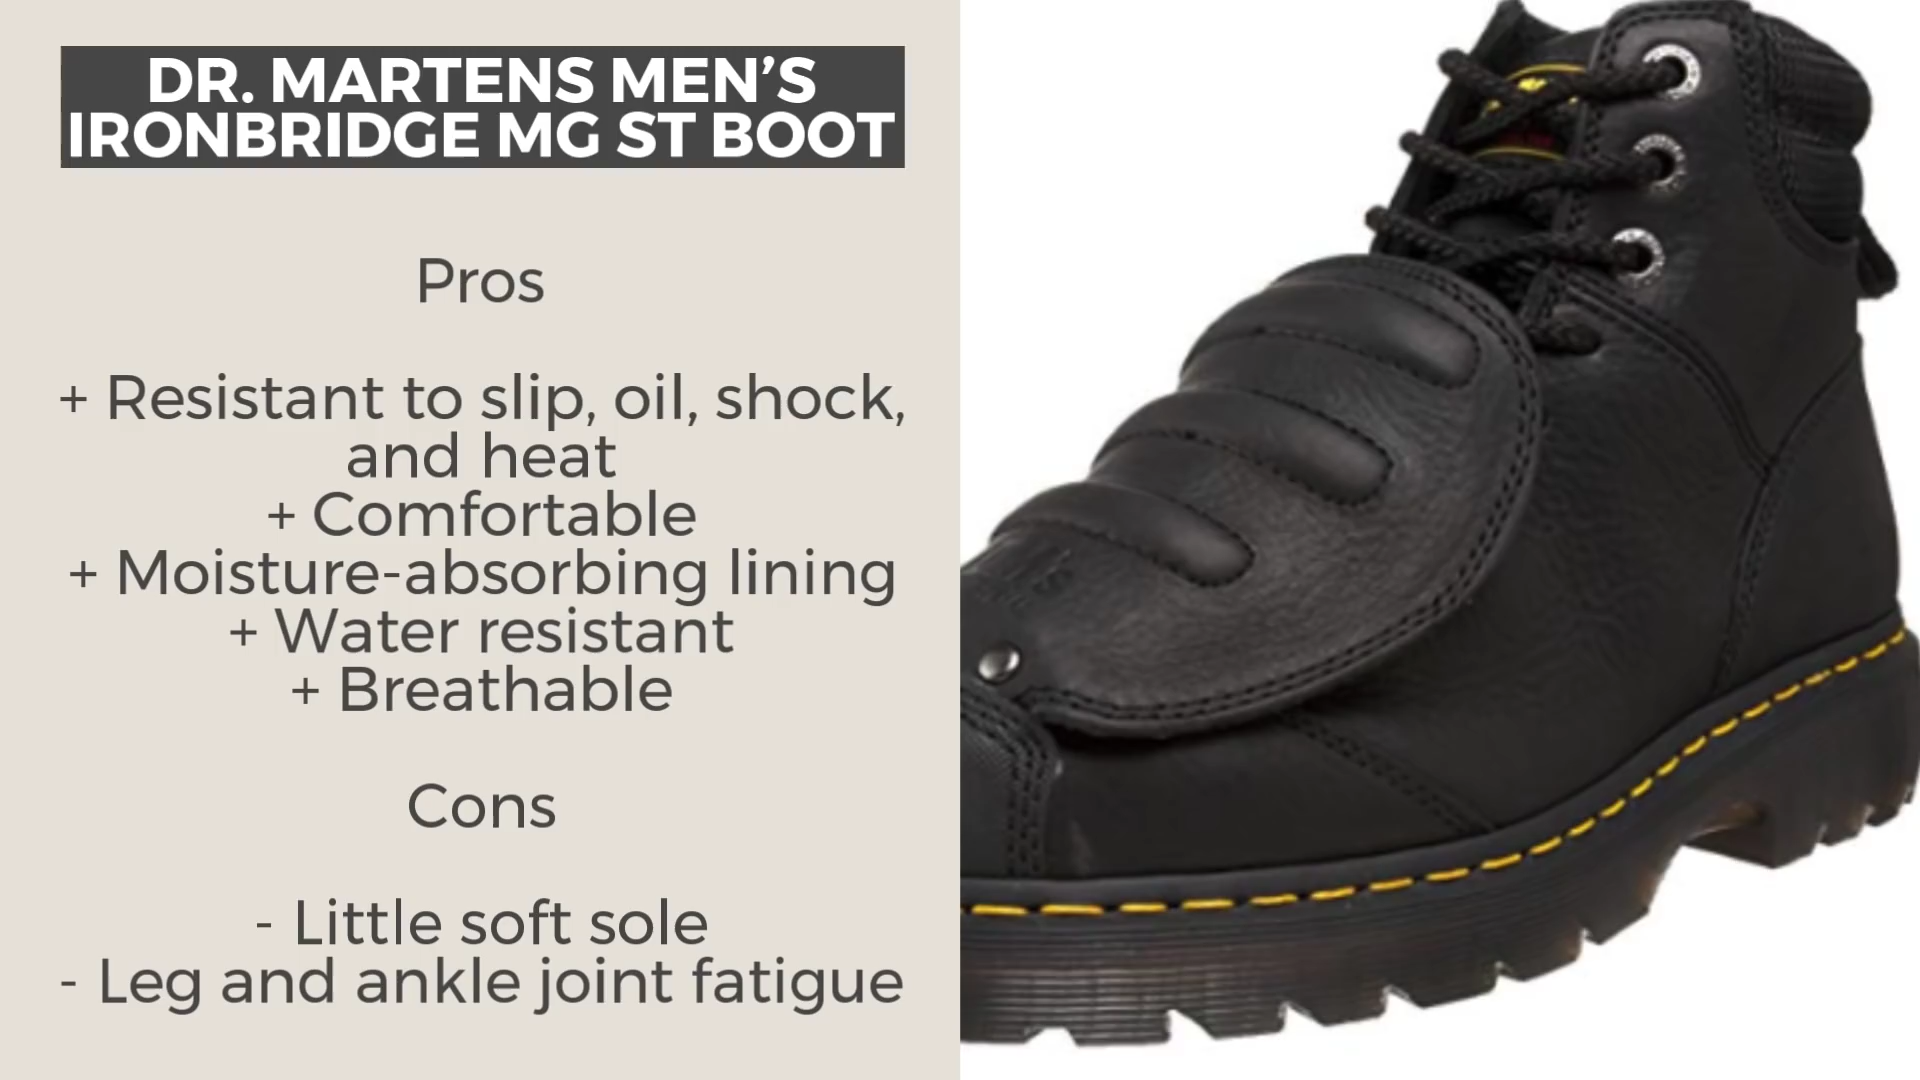 DR. MARTENS MEN’S
IRONBRIDGE MG ST BOOT
Pros
+ Resistant to slip, oil, shock,
and heat
+ Comfortable
+ Moisture-absorbing lining
+ Water resistant
+ Breathable
Cons
- Little soft sole
- Leg and ankle joint fatigue